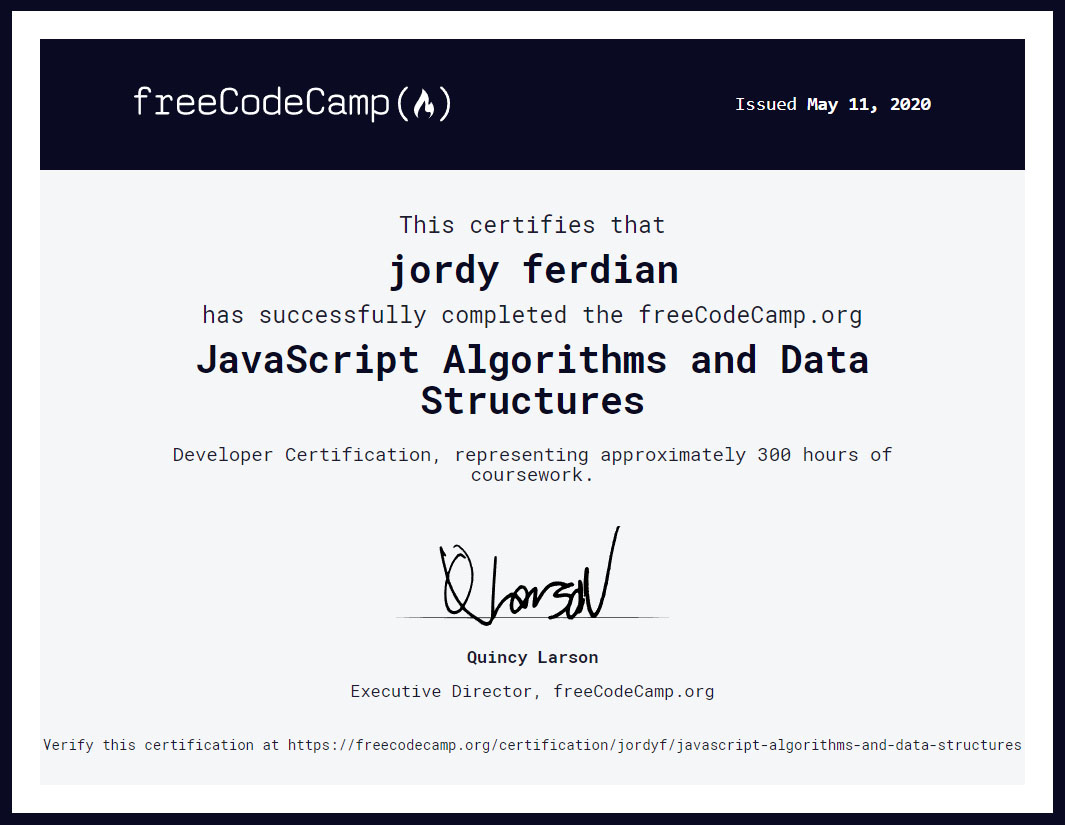 freeCodeCamp(🔥)
Issued May 11, 2020
This certifies that
jordy ferdian
has successfully completed the freeCodeCamp.org
JavaScript Algorithms and Data
Structures
Developer Certification, representing approximately 300 hours of
coursework.
Q Larson
Quincy Larson
Executive Director, freeCodeCamp.org
Verify this certification at https://freecodecamp.org/certification/jordyf/javascript-algorithms-and-data-structures